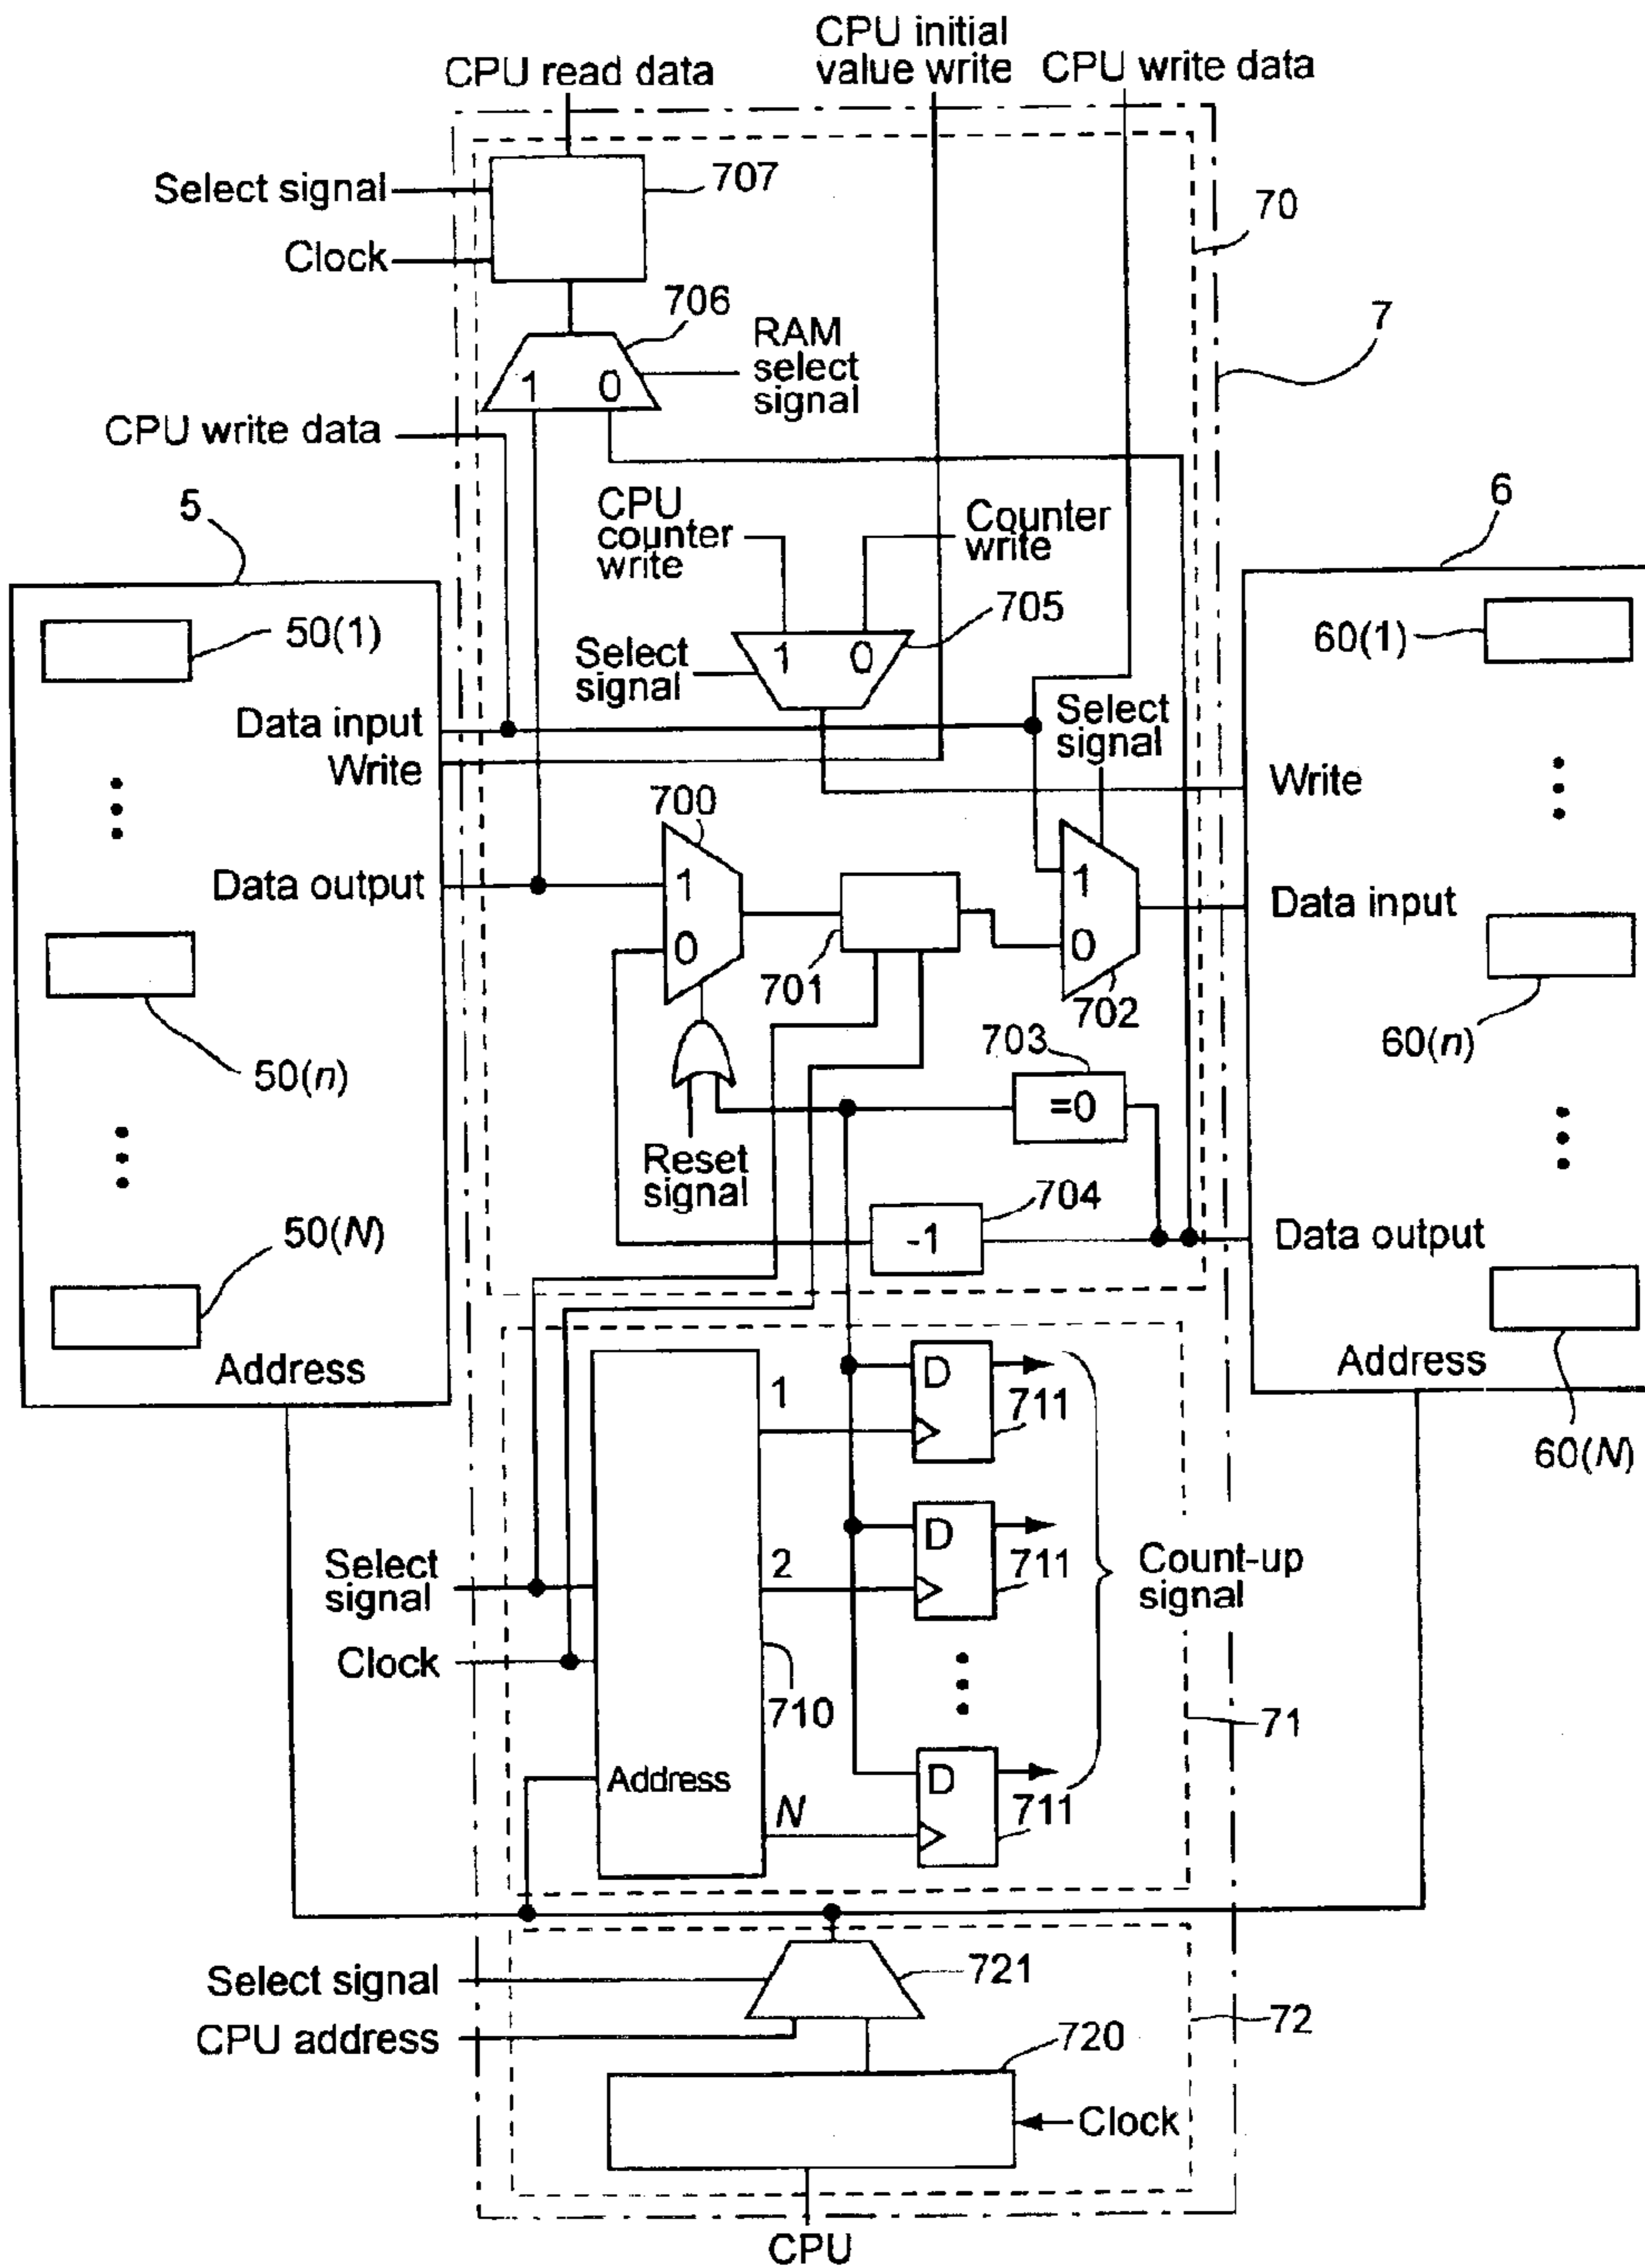 CPU initial
value write
CPU read data
CPU write data
Select signal
707
70
Clock
706
7
RAM
select
signal
1 0
CPU write data
5
CPU
counter
write
Counter
write
6
50(1)
705
60(1)
1 0
Select
signal
Data input
Write
Select
signal
Write
700
Data output
1
0
701
1
0
702
Data input
50(n)
703
60(n)
=0
Reset
signal
704
50(N)
-1
Data output
Address
Address
1
D
711
60(N)
2
D
711
Select
signal
Count-up
signal
Clock
710
71
Address
D
N
711
Select signal
721
CPU address
72
720
Clock
CPU